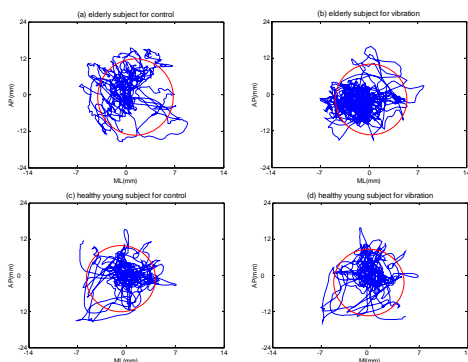 (a) elderly subject for control
24
12
0
-12
-24
AP(mm)
-14 -7 0 7 14
ML(mm)
(b) elderly subject for vibration
24
12
0
-12
-24
AP(mm)
-14 -7 0 7 14
ML(mm)
(c) healthy young subject for control
24
12
0
-12
-24
AP(mm)
-14 -7 0 7 14
ML(mm)
(d) healthy young subject for vibration
24
12
0
-12
-24
AP(mm)
-14 -7 0 7 14